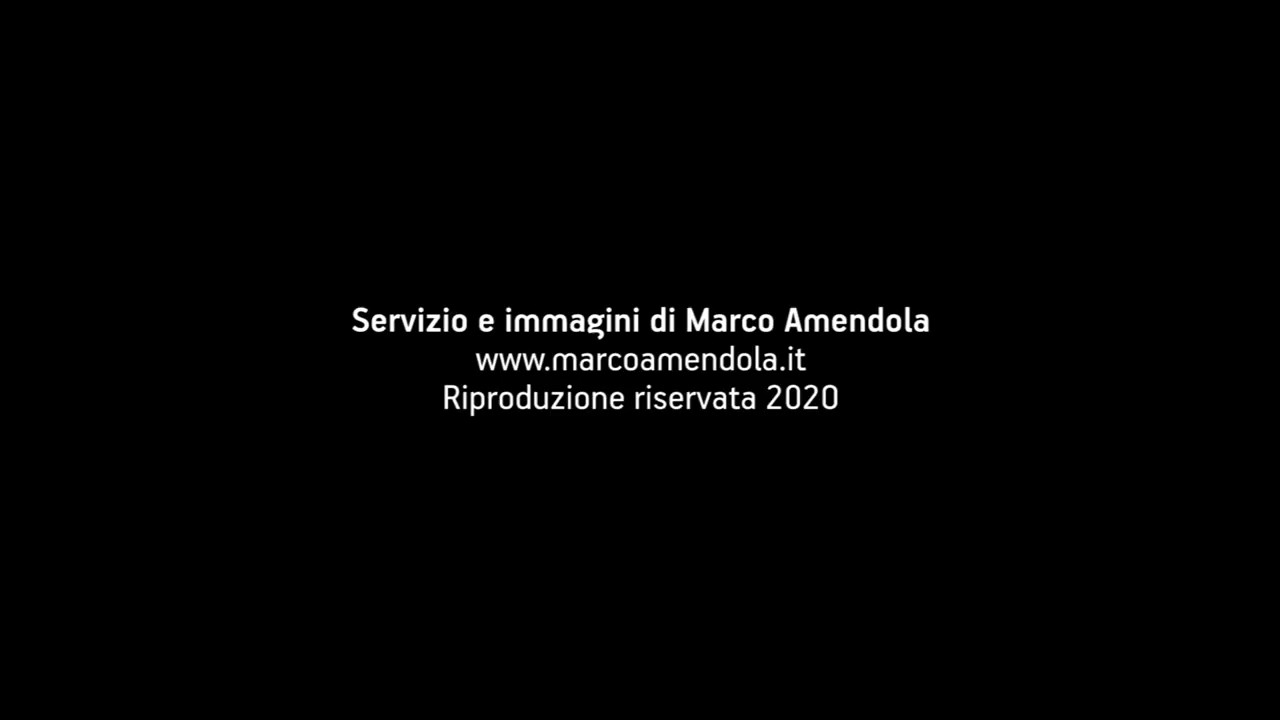 Servizio e immagini di Marco Amendola
www.marcoamendola.it
Riproduzione riservata 2020